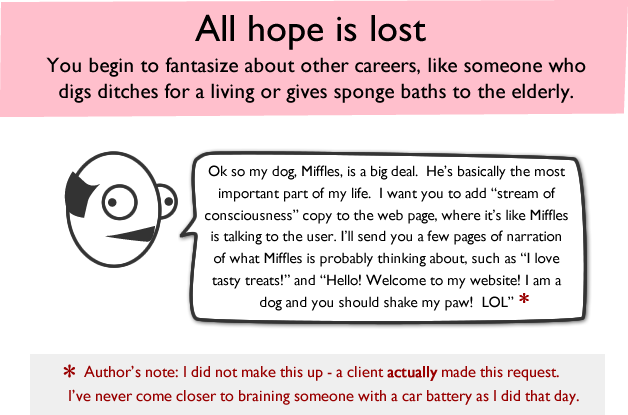 All hope is lost
You begin to fantasize about other careers, like someone who
digs ditches for a living or gives sponge baths to the elderly.
Ok so my dog, Miffles, is a big deal.  He's basically the most
important part of my life.  I want you to add "stream of
consciousness" copy to the web page, where it's like Miffles
is talking to the user. I'll send you a few pages of narration
of what Miffles is probably thinking about, such as "I love
tasty treats!" and "Hello! Welcome to my website! I am a
dog and you should shake my paw!  LOL" *
* Author's note: I did not make this up - a client actually made this request.
I've never come closer to braining someone with a car battery as I did that day.